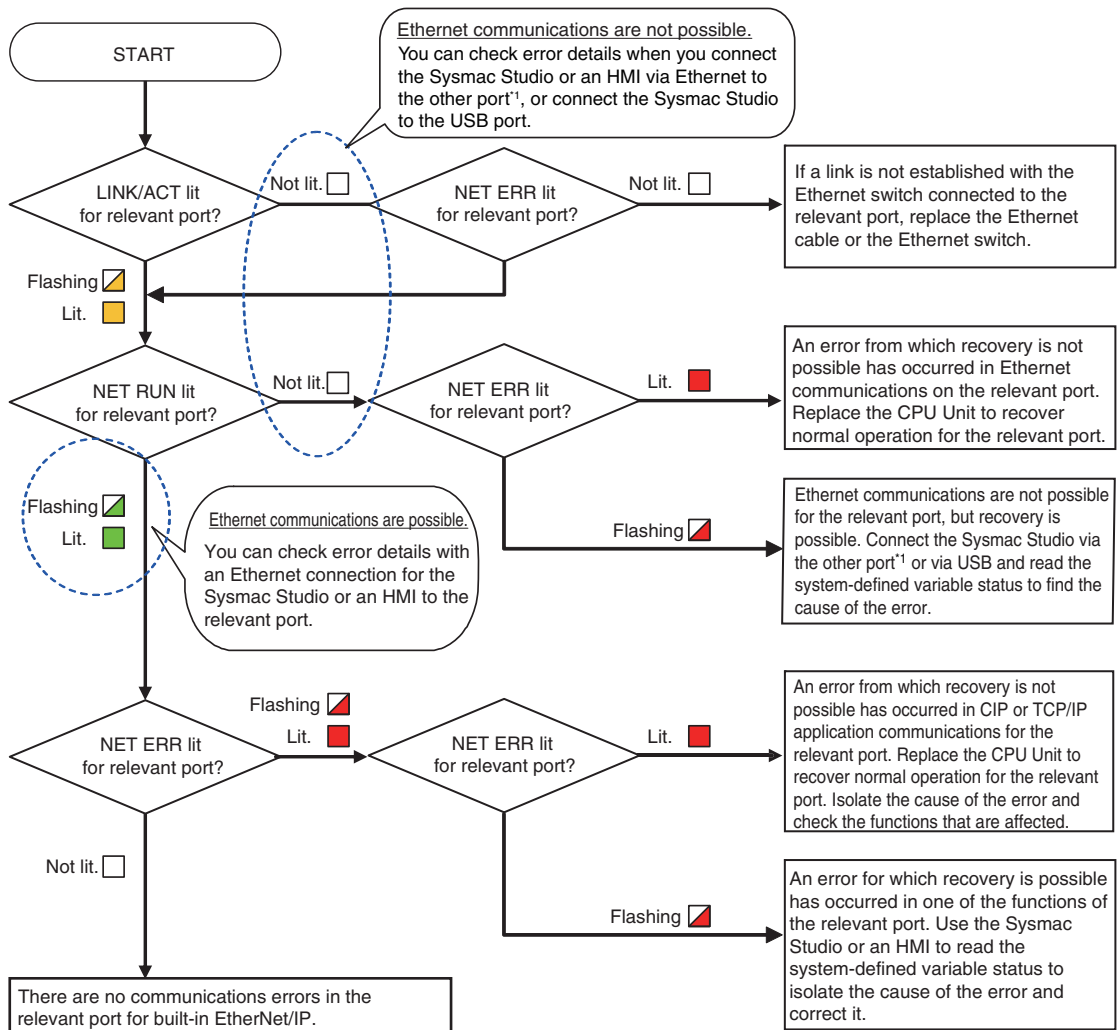 START
Ethernet communications are not possible.
You can check error details when you connect
the Sysmac Studio or an HMI via Ethernet to
the other port*1, or connect the Sysmac Studio
to the USB port.
LINK/ACT lit
for relevant port?
Not lit.
NET ERR lit
for relevant port?
Not lit.
If a link is not established with the
Ethernet switch connected to the
relevant port, replace the Ethernet
cable or the Ethernet switch.
Flashing
Lit.
NET RUN lit
for relevant port?
Not lit.
NET ERR lit
for relevant port?
Lit.
An error from which recovery is not
possible has occurred in Ethernet
communications on the relevant port.
Replace the CPU Unit to recover
normal operation for the relevant port.
Flashing
Lit.
Ethernet communications are possible.
You can check error details with
an Ethernet connection for the
Sysmac Studio or an HMI to the
relevant port.
Flashing
Ethernet communications are not possible
for the relevant port, but recovery is
possible. Connect the Sysmac Studio via
the other port*1 or via USB and read the
system-defined variable status to find the
cause of the error.
NET ERR lit
for relevant port?
Flashing
Lit.
NET ERR lit
for relevant port?
Lit.
An error from which recovery is not
possible has occurred in CIP or TCP/IP
application communications for the
relevant port. Replace the CPU Unit to
recover normal operation for the relevant
port. Isolate the cause of the error and
check the functions that are affected.
Not lit.
Flashing
An error for which recovery is possible
has occurred in one of the functions of
the relevant port. Use the Sysmac
Studio or an HMI to read the
system-defined variable status to
isolate the cause of the error and
correct it.
There are no communications errors in the
relevant port for built-in EtherNet/IP.